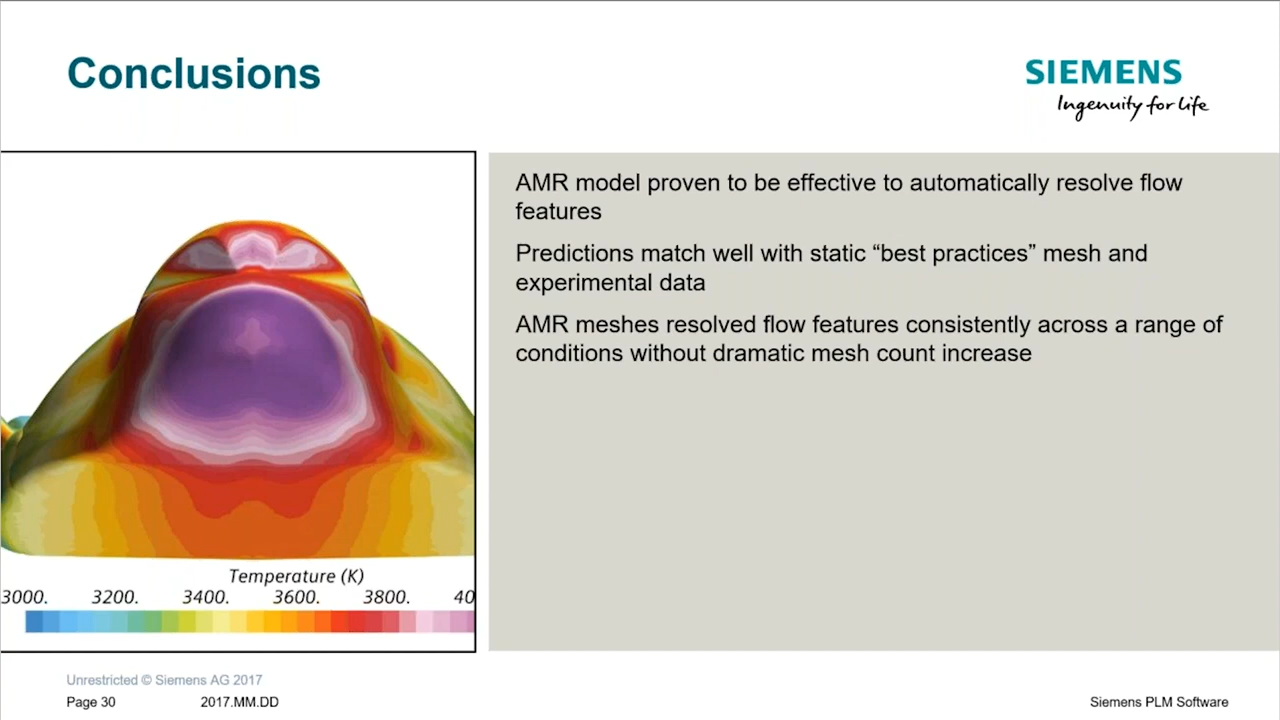 Conclusions
SIEMENS
Ingenuity for life
AMR model proven to be effective to automatically resolve flow
features
Predictions match well with static “best practices” mesh and
experimental data
AMR meshes resolved flow features consistently across a range of
conditions without dramatic mesh count increase
Temperature (K)
3000. 3200. 3400. 3600. 3800. 40
Unrestricted © Siemens AG 2017
Page 30 2017.MM.DD Siemens PLM Software